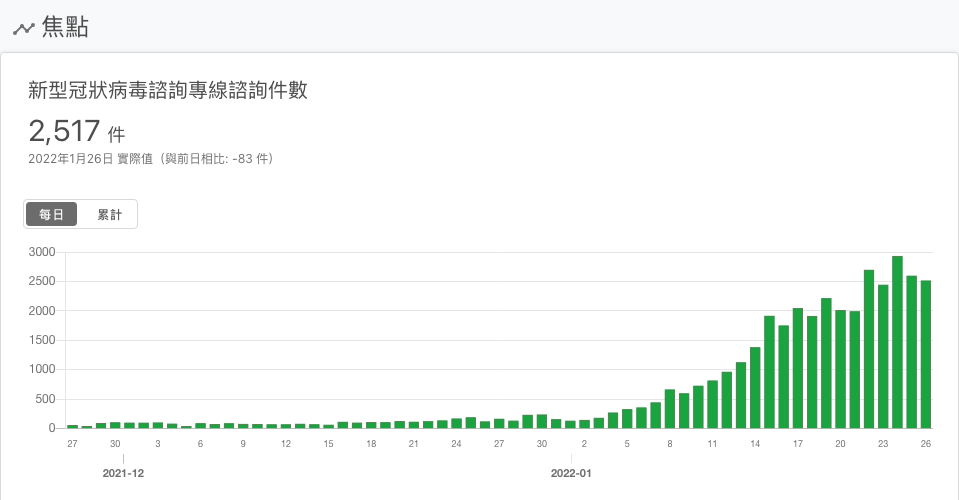 焦點
新型冠狀病毒諮詢專線諮詢件數
2,517 件
2022年1月26日 實際值（與前日相比: -83 件）
每日 累計
3000
2500
2000
1500
1000
500
0
27 30 3 6 9 12 15 18 21 24 27 30 2 5 8 11 14 17 20 23 26
2021-12 2022-01